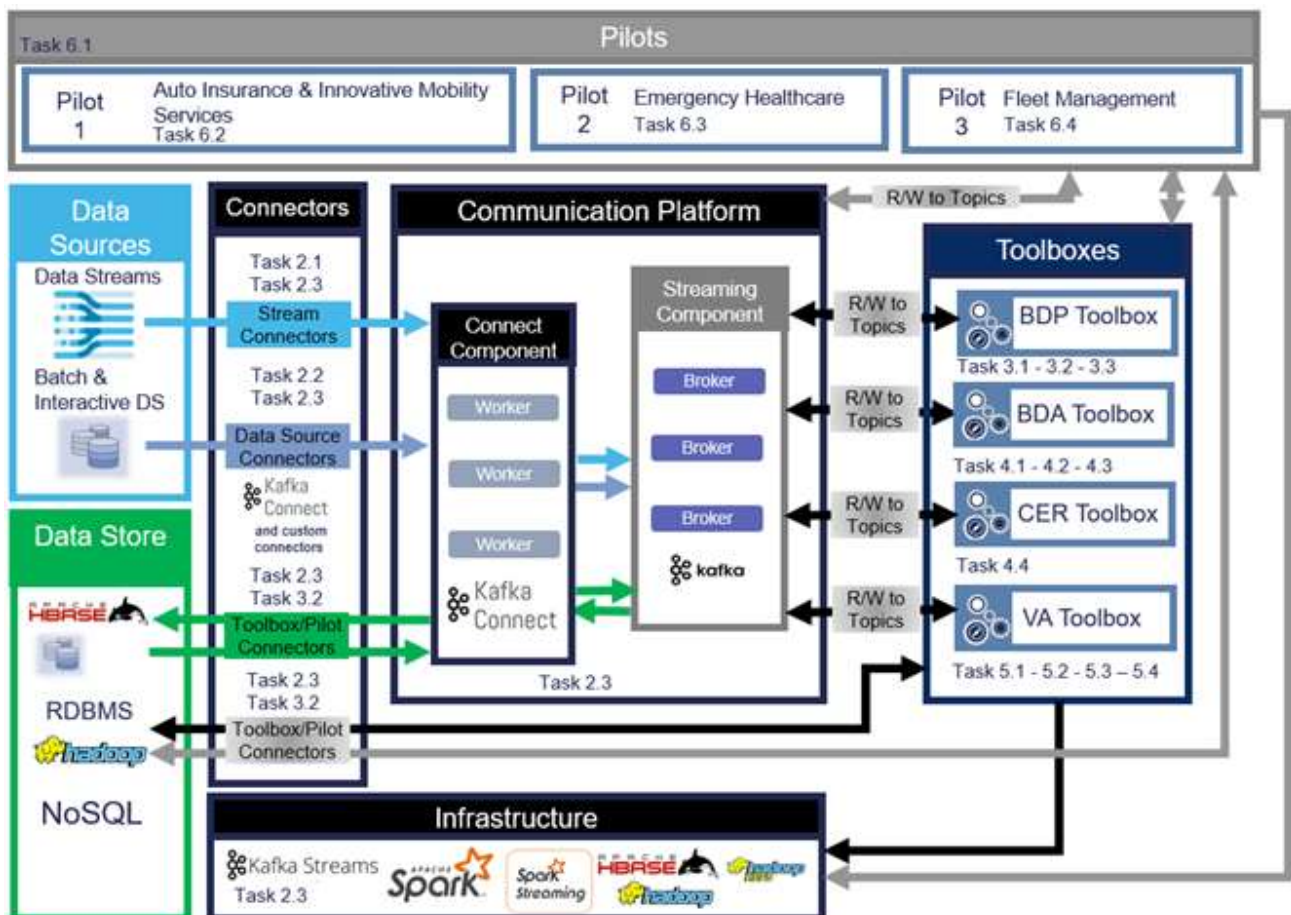 Pilots
Task 6.1
Pilot
1
Auto Insurance & Innovative Mobility
Services
Task 6.2
Pilot
2
Emergency Healthcare
Task 6.3
Pilot
3
Fleet Management
Task 6.4
R/W to Topics
Data
Sources
Data Streams
Batch &
Interactive DS
Data Store
APACHE
HBASE
RDBMS
hadoop
NoSQL
Connectors
Task 2.1
Task 2.3
Stream
Connectors
Task 2.2
Task 2.3
Data Source
Connectors
Kafka
Connect
and custom
connectors
Task 2.3
Task 3.2
Toolbox/Pilot
Connectors
Task 2.3
Task 3.2
Toolbox/Pilot
Connectors
Communication Platform
Connect
Component
Worker
Worker
Worker
Kafka
Connect
Streaming
Component
Broker
Broker
Broker
kafka
Task 2.3
R/W to
Topics
R/W to
Topics
R/W to
Topics
R/W to
Topics
Toolboxes
BDP Toolbox
Task 3.1 - 3.2 - 3.3
BDA Toolbox
Task 4.1 - 4.2 - 4.3
CER Toolbox
Task 4.4
VA Toolbox
Task 5.1 - 5.2 - 5.3 – 5.4
Infrastructure
Kafka Streams
Task 2.3
APACHE
Spark
Spark
Streaming
APACHE
HBASE
hadoop
hadoop